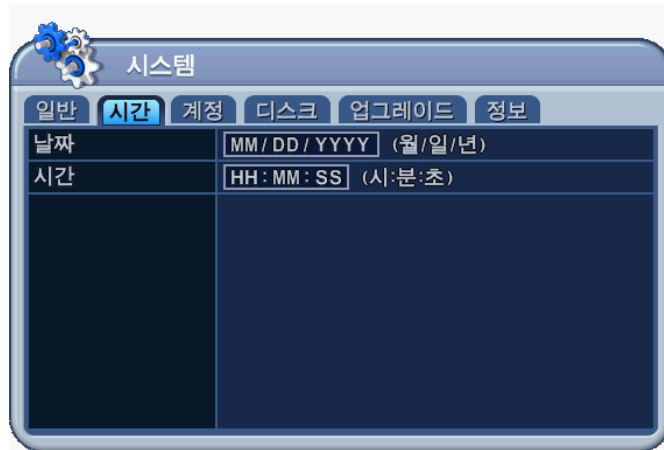 시스템
일반 시간 계정 디스크 업그레이드 정보
날짜 MM / DD / YYYY (월/일/년)
시간 HH : MM : SS (시:분:초)